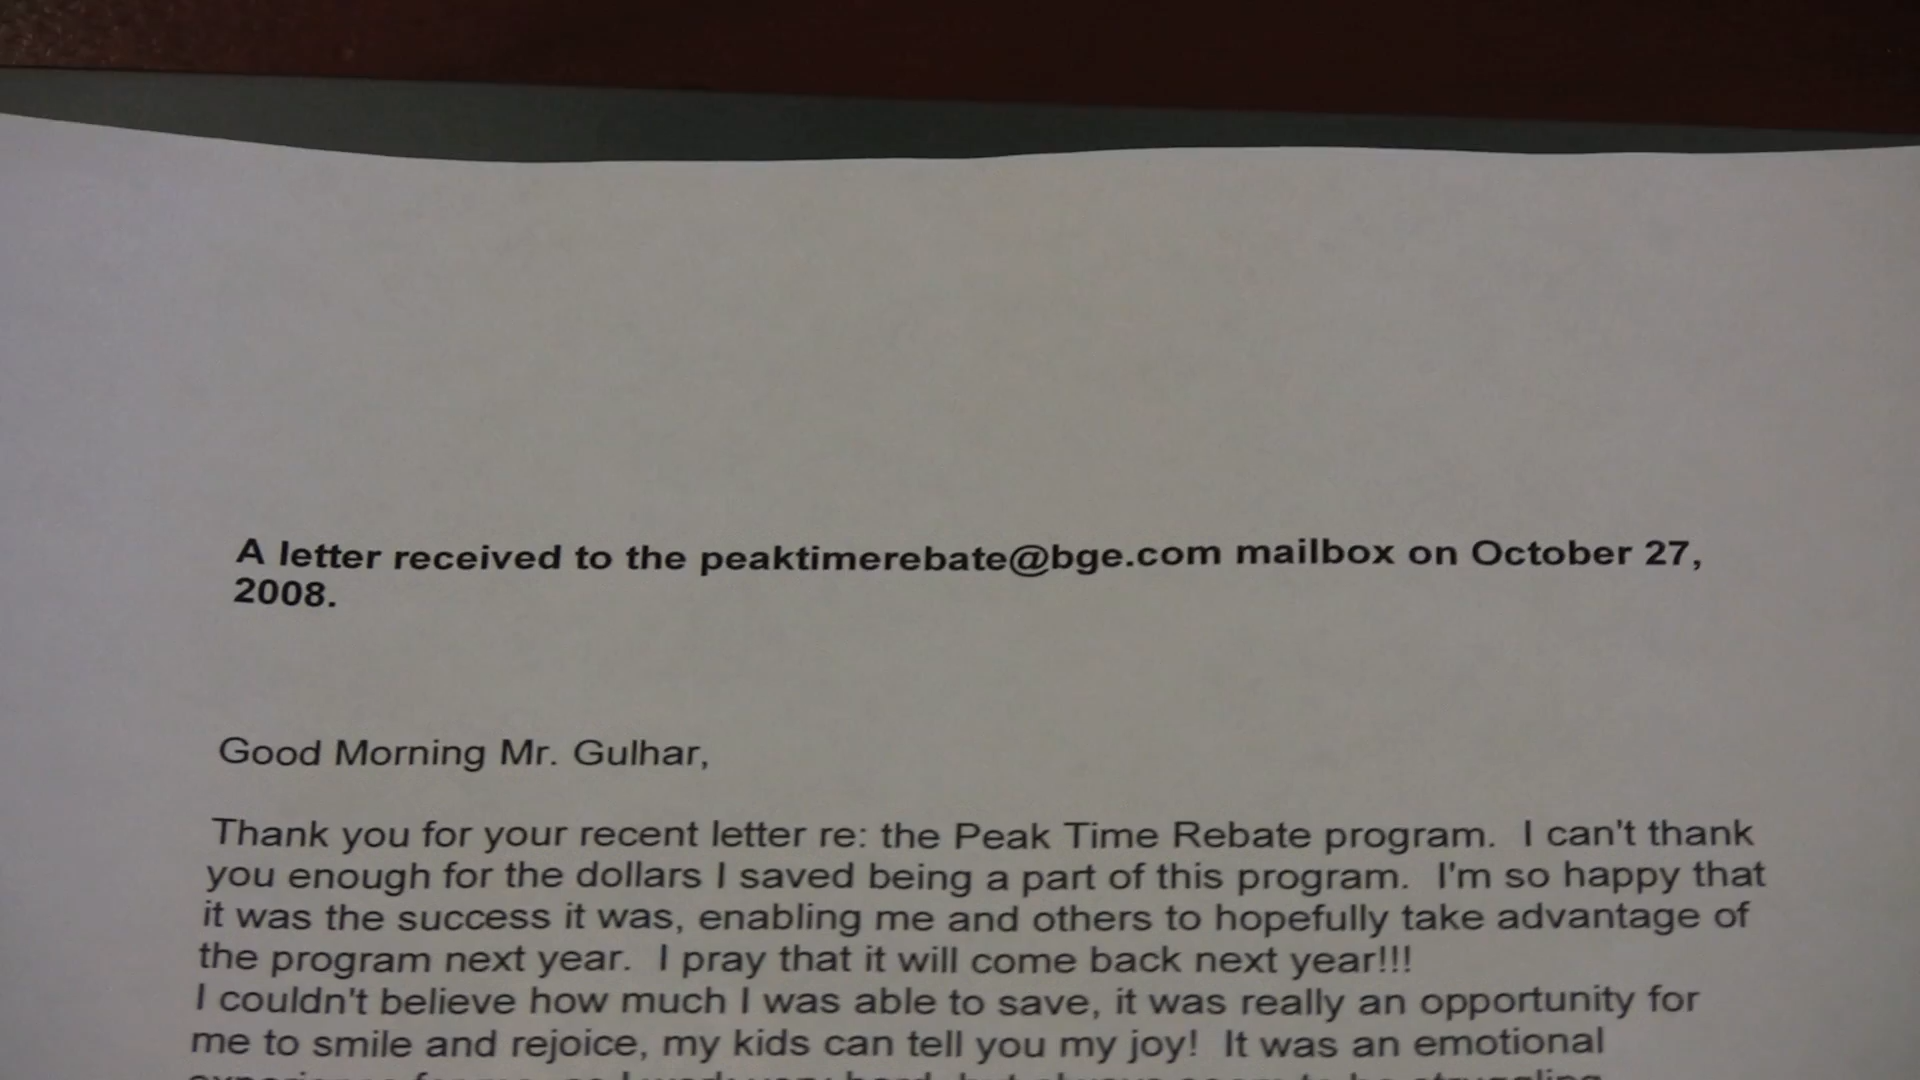 A letter received to the peaktimerebate@bge.com mailbox on October 27,
2008.
Good Morning Mr. Gulhar,
Thank you for your recent letter re: the Peak Time Rebate program. I can't thank
you enough for the dollars I saved being a part of this program. I'm so happy that
it was the success it was, enabling me and others to hopefully take advantage of
the program next year. I pray that it will come back next year!!!
I couldn't believe how much I was able to save, it was really an opportunity for
me to smile and rejoice, my kids can tell you my joy! It was an emotional